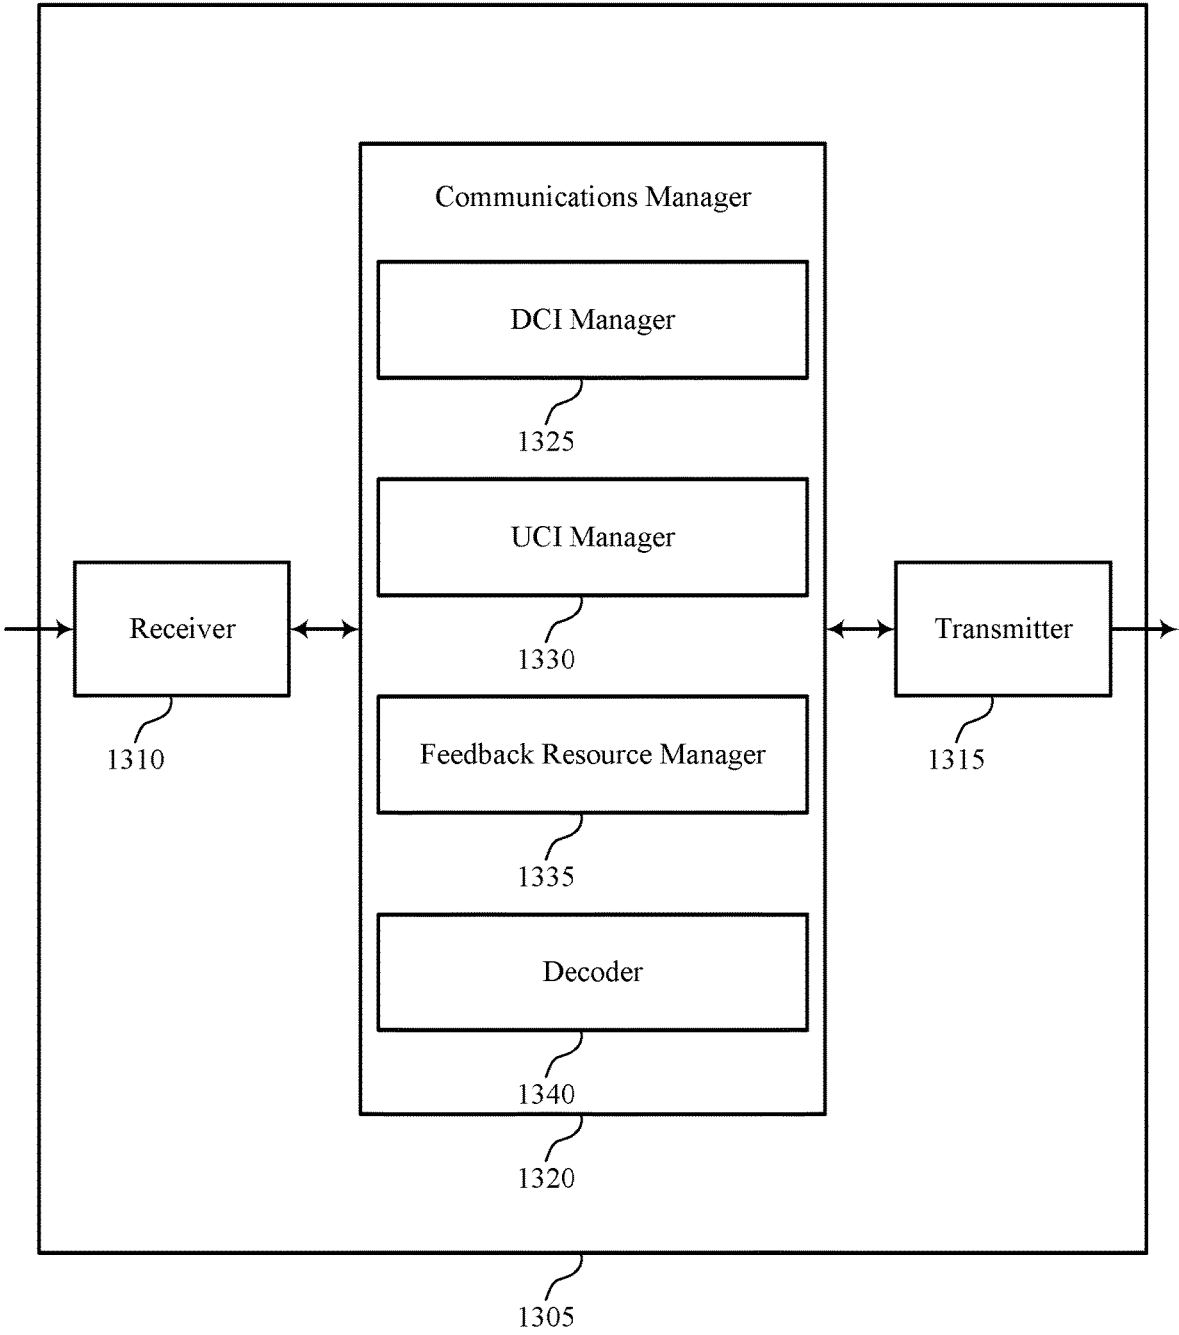 Communications Manager
DCI Manager
1325
UCI Manager
1330
Receiver
1310
Transmitter
1315
Feedback Resource Manager
1335
Decoder
1340
1320
1305